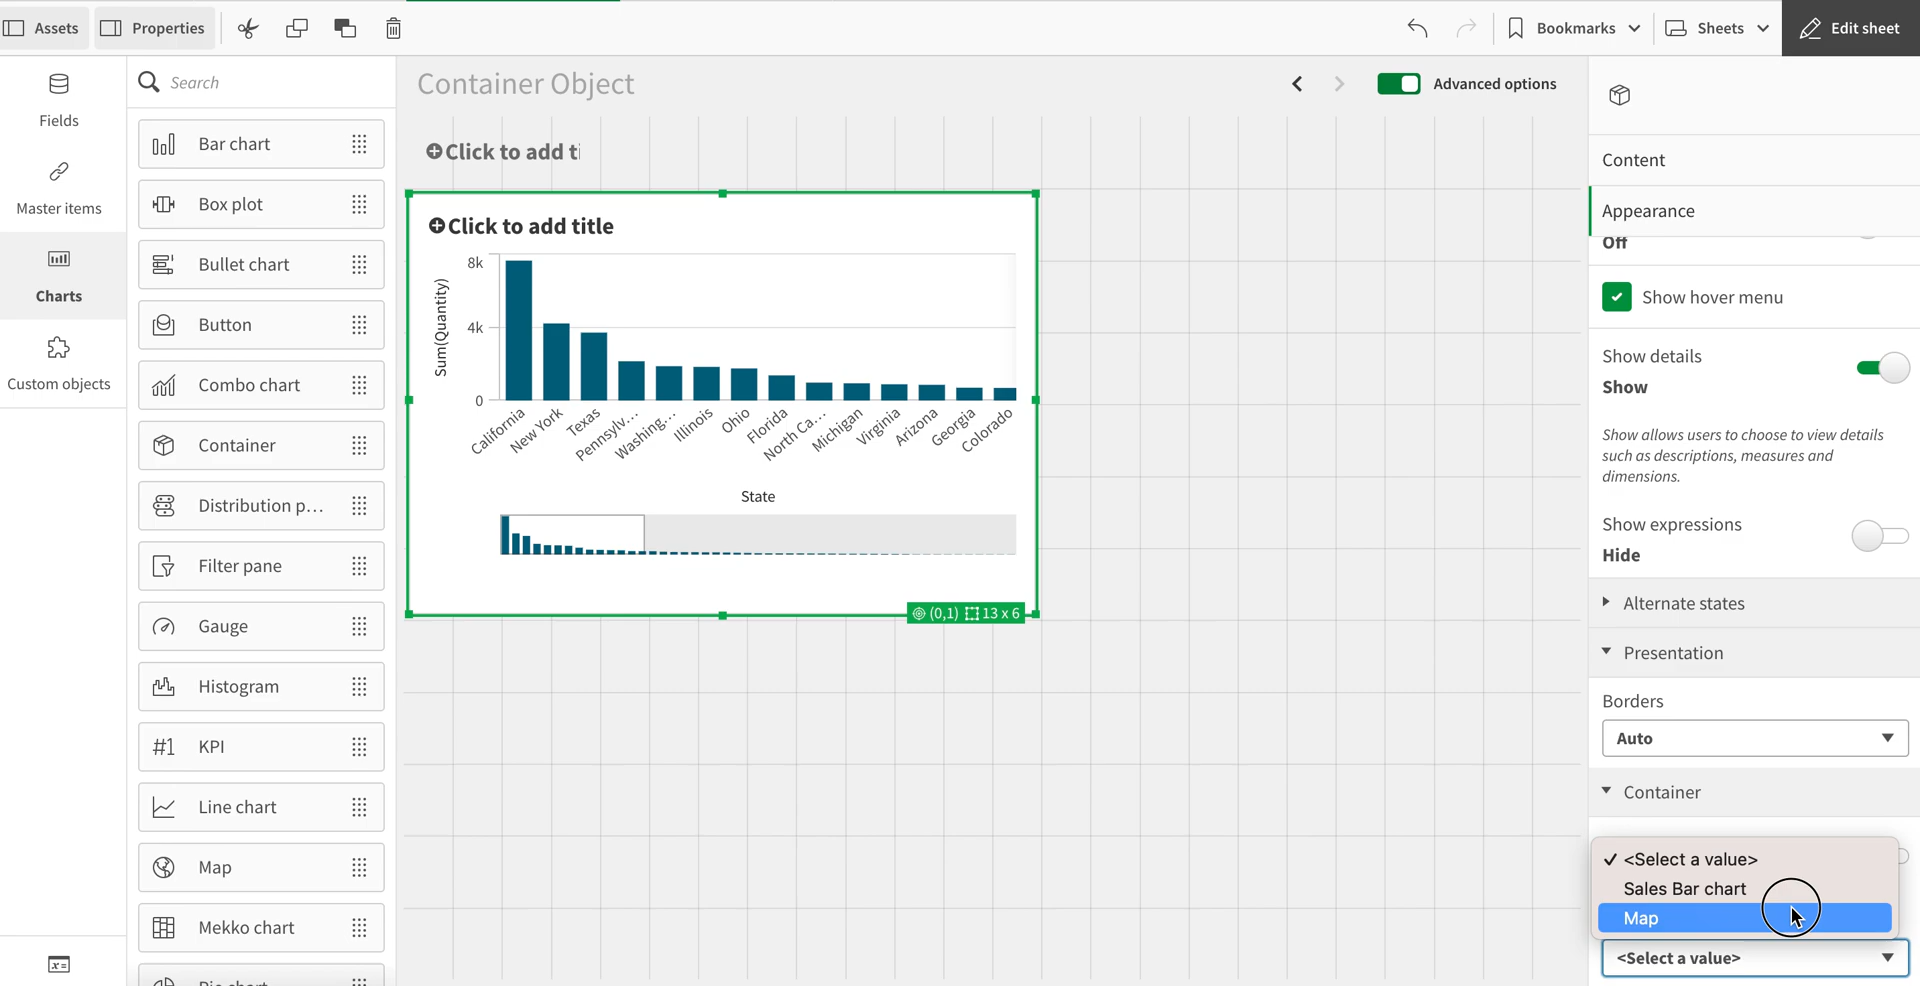 Assets
Properties
Bookmarks
Sheets
Edit sheet
Fields
Master items
Charts
Custom objects
Search
Bar chart
Box plot
Bullet chart
Button
Combo chart
Container
Distribution p...
Filter pane
Gauge
Histogram
#1 KPI
Line chart
Map
Mekko chart
Container Object
Advanced options
Click to add ti
Click to add title
8k
4k
0
Sum(Quantity)
California
New York
Texas
Pennsylv...
Washing...
Illinois
Ohio
Florida
North Ca...
Michigan
Virginia
Arizona
Georgia
Colorado
State
(0,1) 13 x 6
Content
Appearance
Off
Show hover menu
Show details
Show
Show allows users to choose to view details
such as descriptions, measures and
dimensions.
Show expressions
Hide
Alternate states
Presentation
Borders
Auto
Container
✓ <Select a value>
Sales Bar chart
Map
<Select a value>